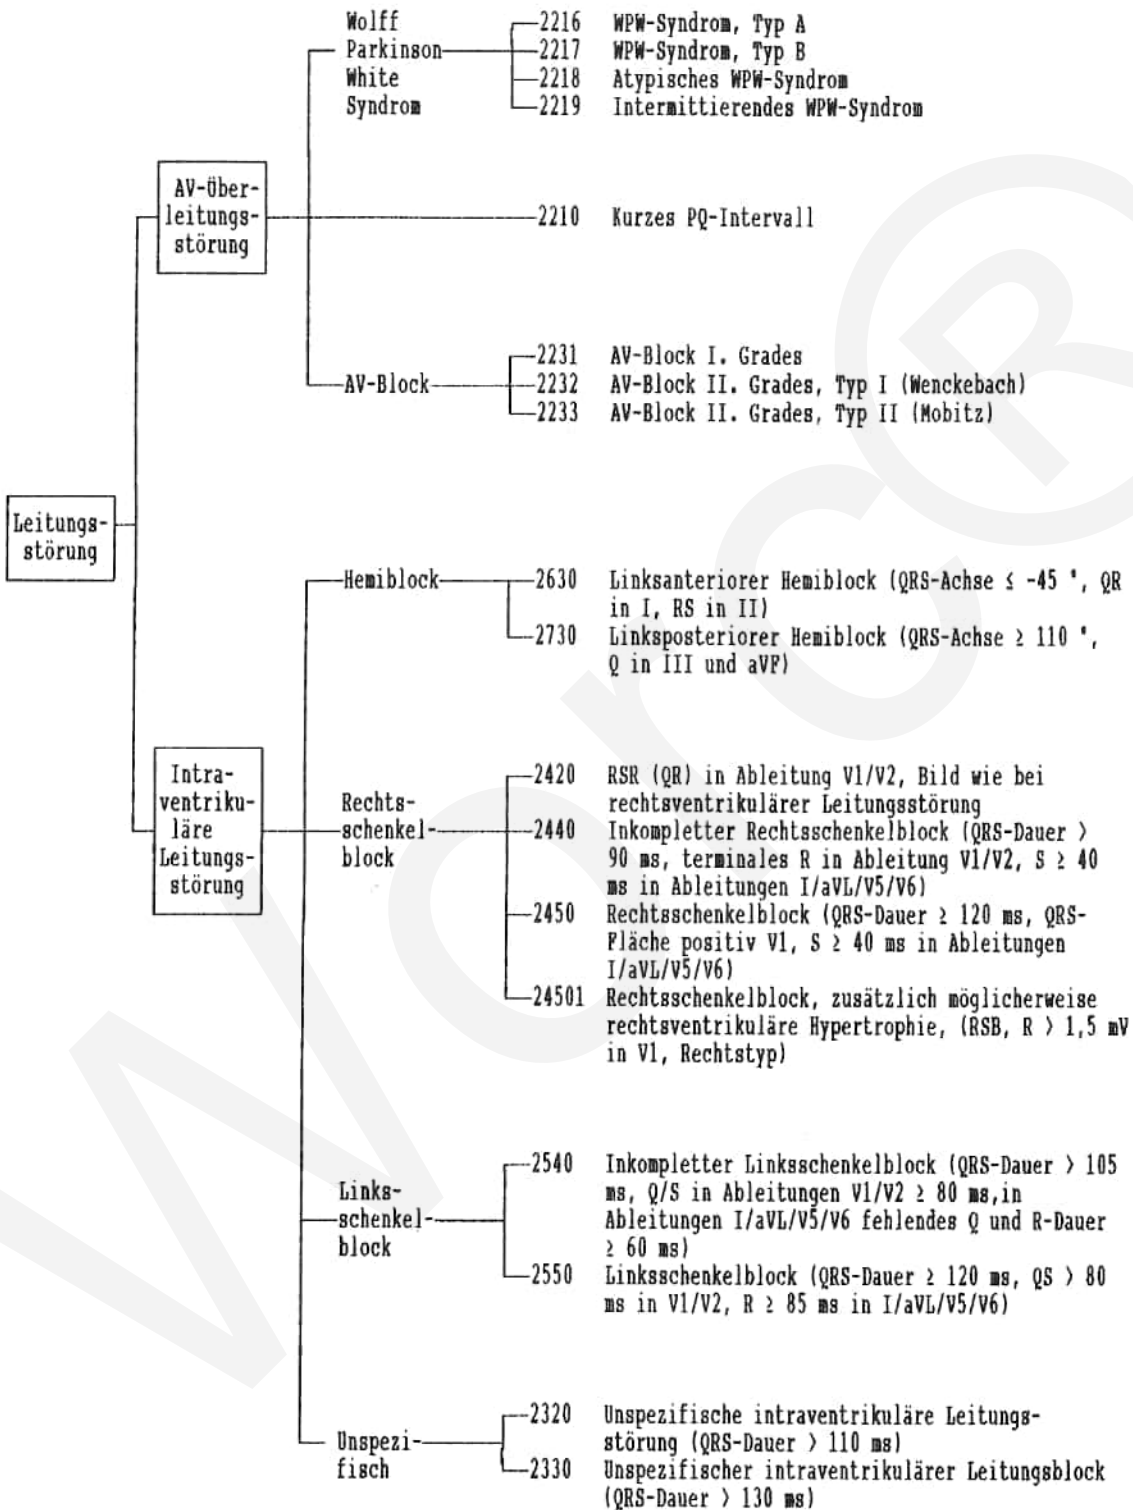 Wolff
Parkinson
White
Syndrom
2216 WPW-Syndrom, Typ A
2217 WPW-Syndrom, Typ B
2218 Atypisches WPW-Syndrom
2219 Intermittierendes WPW-Syndrom
AV-Über-
leitungs-
störung
2210 Kurzes PQ-Intervall
AV-Block
2231 AV-Block I. Grades
2232 AV-Block II. Grades, Typ I (Wenckebach)
2233 AV-Block II. Grades, Typ II (Mobitz)
Leitungs-
störung
Hemiblock
2630 Linksanteriorer Hemiblock (QRS-Achse ≤ -45 °, QR
in I, RS in II)
2730 Linksposteriorer Hemiblock (QRS-Achse ≥ 110 °,
Q in III und aVF)
Intra-
ventriku-
läre
Leitungs-
störung
Rechts-
schenkel-
block
2420 RSR (QR) in Ableitung V1/V2, Bild wie bei
rechtsventrikulärer Leitungsstörung
2440 Inkompletter Rechtsschenkelblock (QRS-Dauer >
90 ms, terminales R in Ableitung V1/V2, S ≥ 40
ms in Ableitungen I/aVL/V5/V6)
2450 Rechtsschenkelblock (QRS-Dauer ≥ 120 ms, QRS-
Fläche positiv V1, S ≥ 40 ms in Ableitungen
I/aVL/V5/V6)
24501 Rechtsschenkelblock, zusätzlich möglicherweise
rechtsventrikuläre Hypertrophie, (RSB, R > 1,5 mV
in V1, Rechtstyp)
Links-
schenkel-
block
2540 Inkompletter Linksschenkelblock (QRS-Dauer > 105
ms, Q/S in Ableitungen V1/V2 ≥ 80 ms,in
Ableitungen I/aVL/V5/V6 fehlendes Q und R-Dauer
≥ 60 ms)
2550 Linksschenkelblock (QRS-Dauer ≥ 120 ms, QS > 80
ms in V1/V2, R ≥ 85 ms in I/aVL/V5/V6)
Unspezi-
fisch
2320 Unspezifische intraventrikuläre Leitungs-
störung (QRS-Dauer > 110 ms)
2330 Unspezifischer intraventrikulärer Leitungsblock
(QRS-Dauer > 130 ms)
Worc®